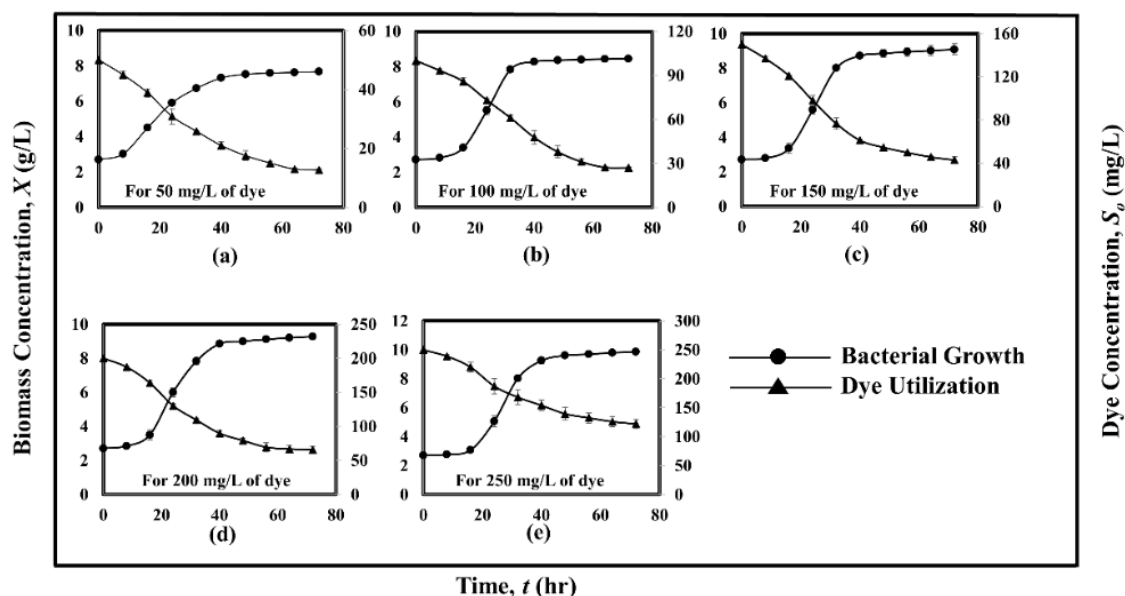 Biomass Concentration, X (g/L)
Dye Concentration, Sₒ (mg/L)
10
8
6
4
2
0
60
40
20
0
0 20 40 60 80
For 50 mg/L of dye
(a)
10
8
6
4
2
0
120
90
60
30
0
0 20 40 60 80
For 100 mg/L of dye
(b)
10
8
6
4
2
0
160
120
80
40
0
0 20 40 60 80
For 150 mg/L of dye
(c)
10
8
6
4
2
0
250
200
150
100
50
0
0 20 40 60 80
For 200 mg/L of dye
(d)
12
10
8
6
4
2
0
300
250
200
150
100
50
0
0 20 40 60 80
For 250 mg/L of dye
(e)
Bacterial Growth
Dye Utilization
Time, t (hr)